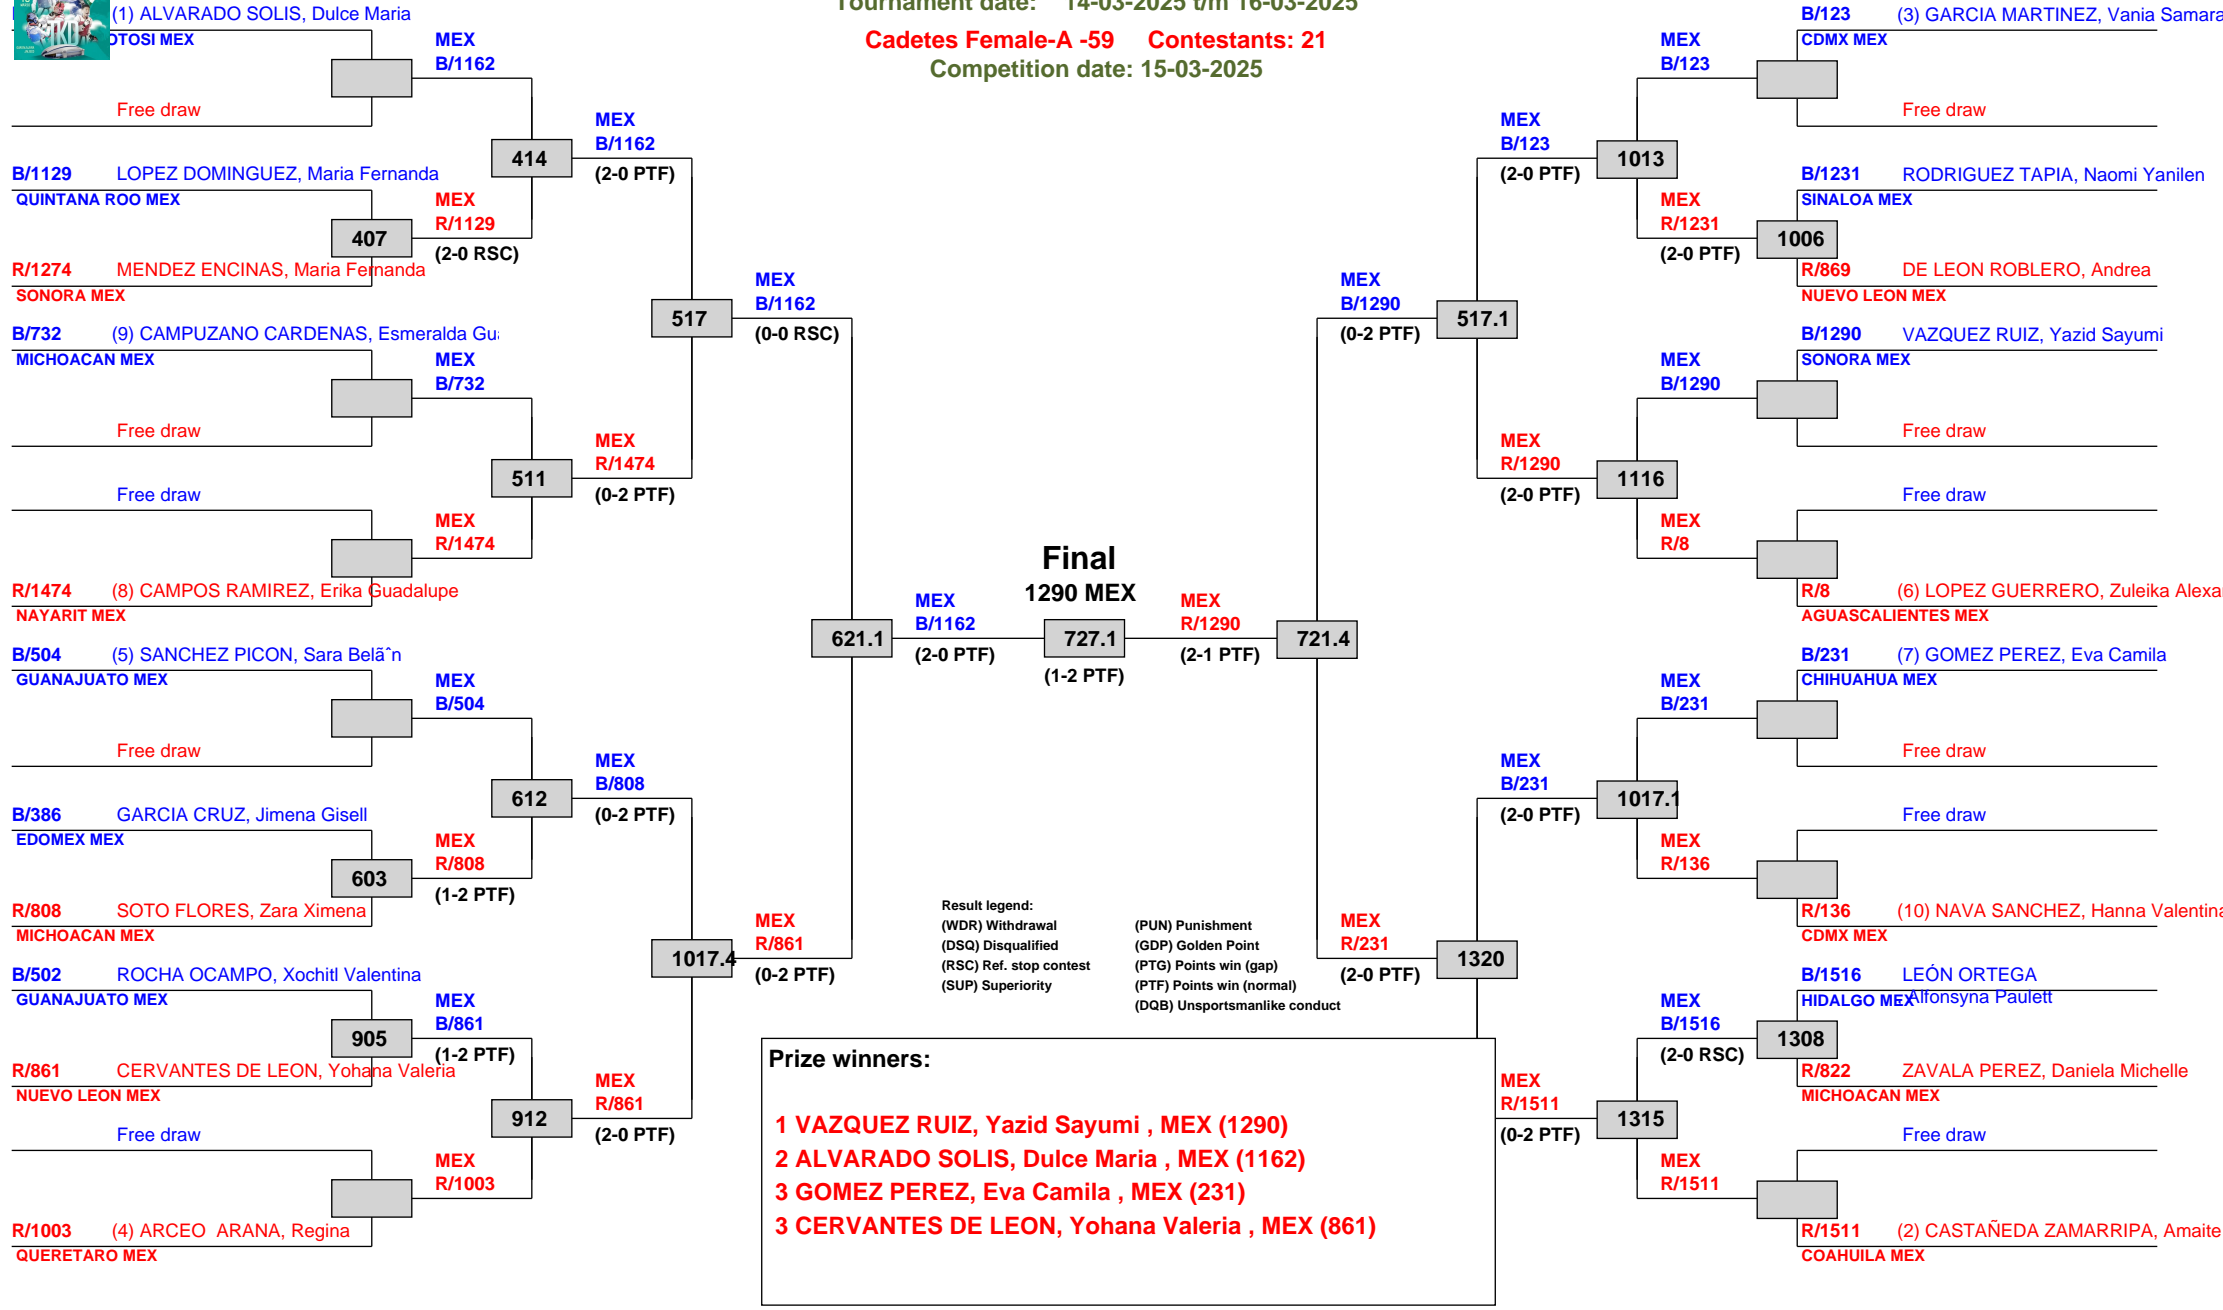 Tournament date: 14-03-2025 t/m 16-03-2025
Cadetes Female-A -59 Contestants: 21
Competition date: 15-03-2025
(1) ALVARADO SOLIS, Dulce Maria
OTOSI MEX
MEX
B/1162
Free draw
414
MEX
B/1162
(2-0 PTF)
B/1129 LOPEZ DOMINGUEZ, Maria Fernanda
QUINTANA ROO MEX
407
MEX
R/1129
(2-0 RSC)
R/1274 MENDEZ ENCINAS, Maria Fernanda
SONORA MEX
517
MEX
B/1162
(0-0 RSC)
B/732 (9) CAMPUZANO CARDENAS, Esmeralda Gu
MICHOACAN MEX
MEX
B/732
Free draw
511
MEX
R/1474
(0-2 PTF)
Free draw
MEX
R/1474
R/1474 (8) CAMPOS RAMIREZ, Erika Guadalupe
NAYARIT MEX
621.1
MEX
B/1162
(2-0 PTF)
B/504 (5) SANCHEZ PICON, Sara Belãˆn
GUANAJUATO MEX
MEX
B/504
Free draw
612
MEX
B/808
(0-2 PTF)
B/386 GARCIA CRUZ, Jimena Gisell
EDOMEX MEX
603
MEX
R/808
(1-2 PTF)
R/808 SOTO FLORES, Zara Ximena
MICHOACAN MEX
1017.4
MEX
R/861
(0-2 PTF)
B/502 ROCHA OCAMPO, Xochitl Valentina
GUANAJUATO MEX
905
MEX
B/861
(1-2 PTF)
R/861 CERVANTES DE LEON, Yohana Valeria
NUEVO LEON MEX
912
MEX
R/861
(2-0 PTF)
Free draw
MEX
R/1003
R/1003 (4) ARCEO ARANA, Regina
QUERETARO MEX
Final
1290 MEX
727.1
(1-2 PTF)
MEX
R/1290
(2-1 PTF)
721.4
B/123 (3) GARCIA MARTINEZ, Vania Samara
CDMX MEX
MEX
B/123
Free draw
MEX
B/123
(2-0 PTF)
1013
B/1231 RODRIGUEZ TAPIA, Naomi Yanilen
SINALOA MEX
MEX
R/1231
(2-0 PTF)
1006
R/869 DE LEON ROBLERO, Andrea
NUEVO LEON MEX
MEX
B/1290
(0-2 PTF)
517.1
B/1290 VAZQUEZ RUIZ, Yazid Sayumi
SONORA MEX
MEX
B/1290
Free draw
MEX
R/1290
(2-0 PTF)
1116
Free draw
MEX
R/8
R/8 (6) LOPEZ GUERRERO, Zuleika Alexa
AGUASCALIENTES MEX
B/231 (7) GOMEZ PEREZ, Eva Camila
CHIHUAHUA MEX
MEX
B/231
Free draw
MEX
B/231
(2-0 PTF)
1017.1
Free draw
MEX
R/136
R/136 (10) NAVA SANCHEZ, Hanna Valentina
CDMX MEX
MEX
R/231
(2-0 PTF)
1320
B/1516 LEÓN ORTEGA
HIDALGO MEX Alfonsyna Paulett
MEX
B/1516
(2-0 RSC)
1308
R/822 ZAVALA PEREZ, Daniela Michelle
MICHOACAN MEX
MEX
R/1511
(0-2 PTF)
1315
Free draw
MEX
R/1511
R/1511 (2) CASTAÑEDA ZAMARRIPA, Amaite
COAHUILA MEX
Result legend:
(WDR) Withdrawal (PUN) Punishment
(DSQ) Disqualified (GDP) Golden Point
(RSC) Ref. stop contest (PTG) Points win (gap)
(SUP) Superiority (PTF) Points win (normal)
(DQB) Unsportsmanlike conduct
Prize winners:
1 VAZQUEZ RUIZ, Yazid Sayumi , MEX (1290)
2 ALVARADO SOLIS, Dulce Maria , MEX (1162)
3 GOMEZ PEREZ, Eva Camila , MEX (231)
3 CERVANTES DE LEON, Yohana Valeria , MEX (861)